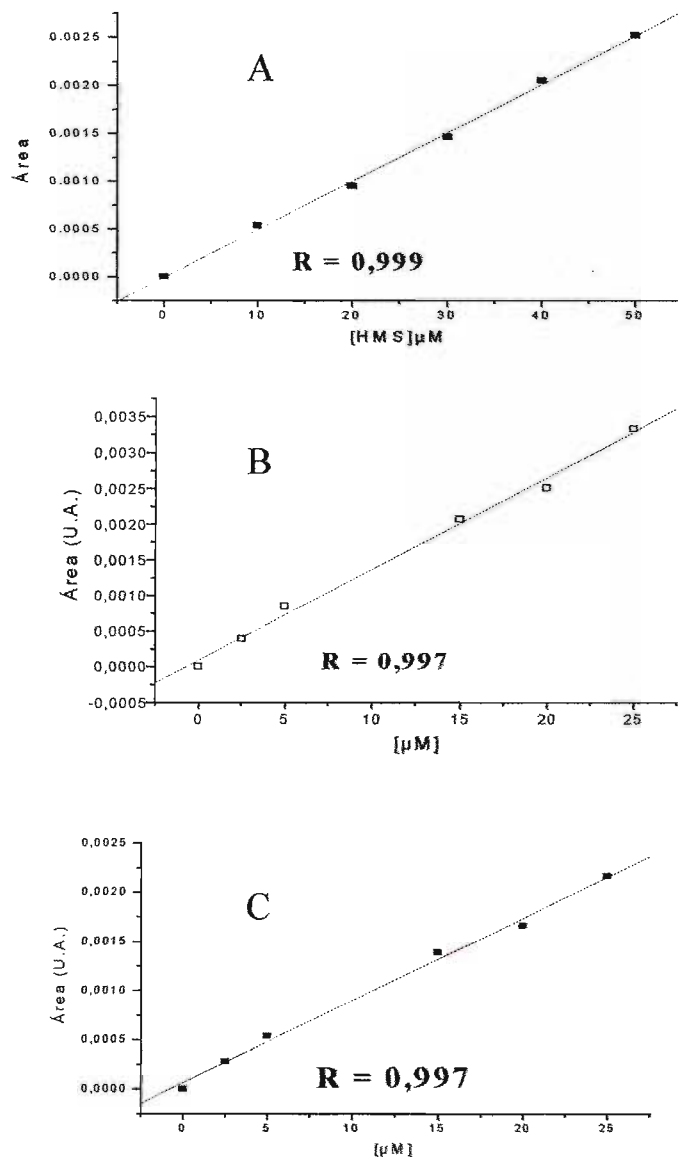 A
0.0025
0.0020
0.0015
0.0010
0.0005
0.0000
Área
R = 0,999
0 10 20 30 40 50
[HMS]µM
B
0,0035
0,0030
0,0025
0,0020
0,0015
0,0010
0,0005
0,0000
-0,0005
Área (U.A.)
R = 0,997
0 5 10 15 20 25
[µM]
C
0,0025
0,0020
0,0015
0,0010
0,0005
0,0000
Área (U.A.)
R = 0,997
0 5 10 15 20 25
[µM]